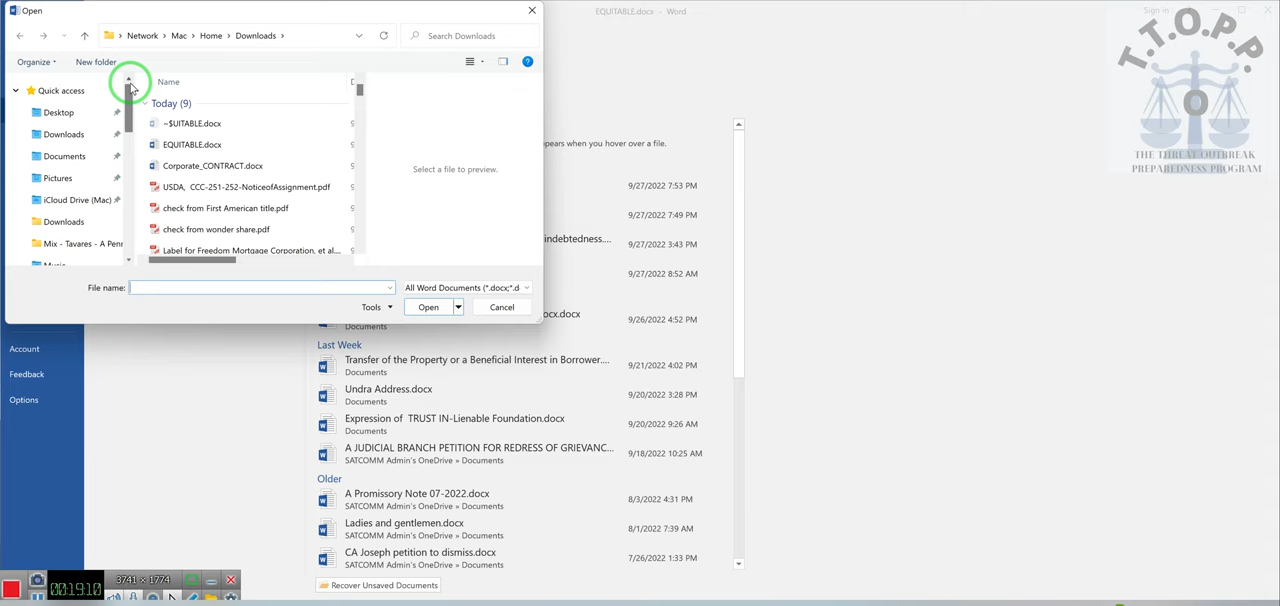 Open
EQUITABLE.docx - Word
Sign in
Network > Mac > Home > Downloads >
Search Downloads
Organize
New folder
Name
Quick access
Today (9)
Desktop
~$UITABLE.docx
Downloads
EQUITABLE.docx
Documents
Corporate_CONTRACT.docx
Pictures
USDA, CCC-251-252-NoticeofAssignment.pdf
iCloud Drive (Mac)
check from First American title.pdf
Downloads
check from wonder share.pdf
Mix - Tavares - A Penn
Label for Freedom Mortgage Corporation, et al...
Music
Select a file to preview.
File name:
All Word Documents (*.docx;*.d
Tools
Open
Cancel
ppears when you hover over a file.
9/27/2022 7:53 PM
9/27/2022 7:49 PM
indebtedness....
9/27/2022 3:43 PM
9/27/2022 8:52 AM
ocx.docx
9/26/2022 4:52 PM
Documents
Last Week
Transfer of the Property or a Beneficial Interest in Borrower....
9/21/2022 4:02 PM
Documents
Undra Address.docx
9/20/2022 3:28 PM
Documents
Expression of TRUST IN-Lienable Foundation.docx
9/20/2022 9:26 AM
Documents
A JUDICIAL BRANCH PETITION FOR REDRESS OF GRIEVANC...
9/18/2022 10:25 AM
SATCOMM Admin's OneDrive » Documents
Older
A Promissory Note 07-2022.docx
8/3/2022 4:31 PM
SATCOMM Admin's OneDrive » Documents
Ladies and gentlemen.docx
8/1/2022 7:39 AM
SATCOMM Admin's OneDrive » Documents
CA Joseph petition to dismiss.docx
7/26/2022 1:33 PM
SATCOMM Admin's OneDrive » Documents
Recover Unsaved Documents
Account
Feedback
Options
00:19:10
3741 × 1774
T.T.O.P.P.
O
THE THREAT OUTBREAK
PREPAREDNESS PROGRAM